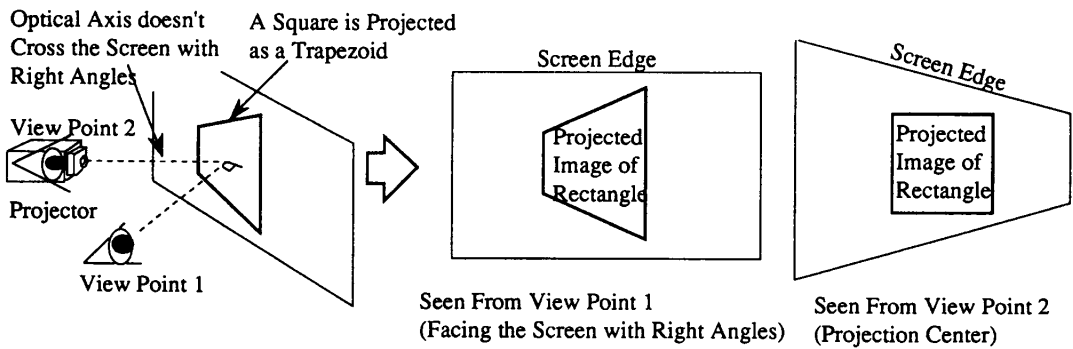 Optical Axis doesn't
Cross the Screen with
Right Angles
A Square is Projected
as a Trapezoid
View Point 2
Projector
View Point 1
Screen Edge
Projected
Image of
Rectangle
Seen From View Point 1
(Facing the Screen with Right Angles)
Screen Edge
Projected
Image of
Rectangle
Seen From View Point 2
(Projection Center)